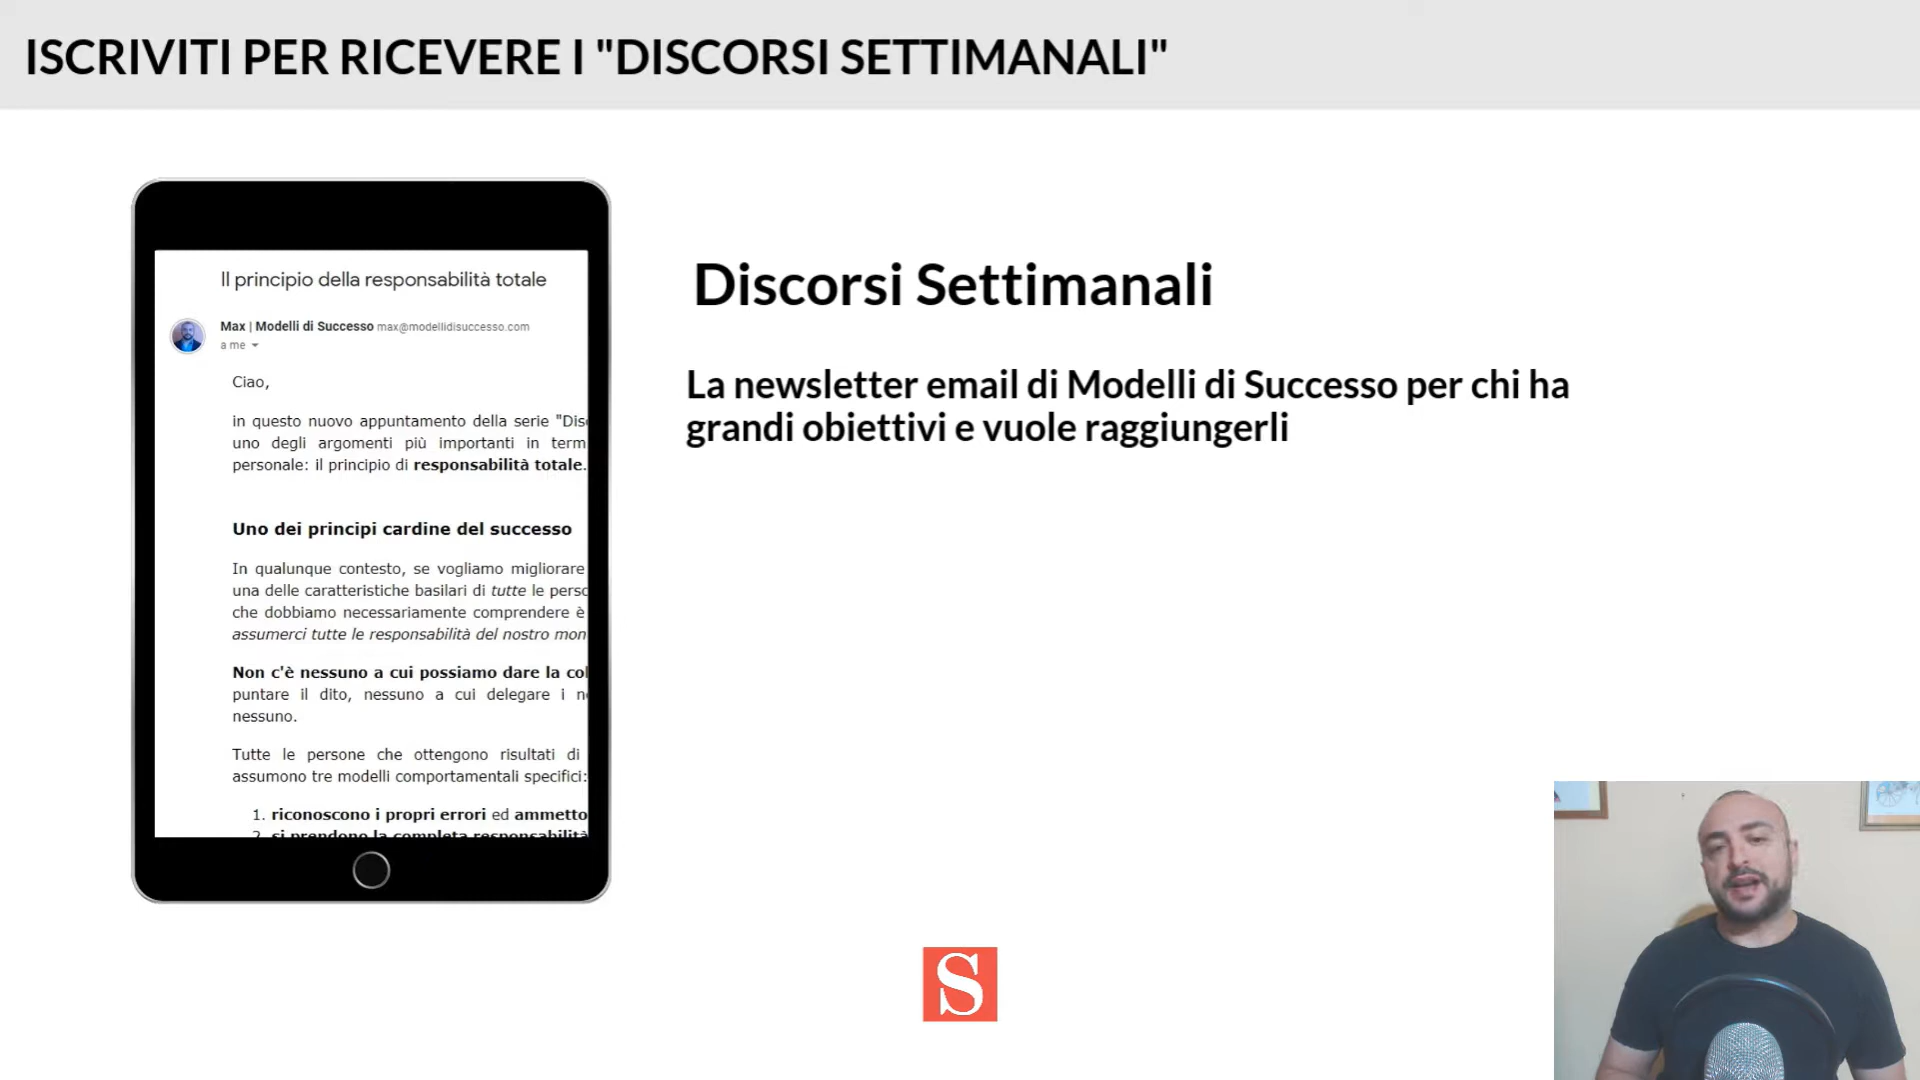 ISCRIVITI PER RICEVERE I "DISCORSI SETTIMANALI"
Il principio della responsabilità totale
Max | Modelli di Successo max@modellidisuccesso.com
a me
Ciao,
in questo nuovo appuntamento della serie "Dis
uno degli argomenti più importanti in term
personale: il principio di responsabilità totale.
Uno dei principi cardine del successo
In qualunque contesto, se vogliamo migliorare
una delle caratteristiche basilari di tutte le perso
che dobbiamo necessariamente comprendere è
assumerci tutte le responsabilità del nostro mon
Non c'è nessuno a cui possiamo dare la col
puntare il dito, nessuno a cui delegare i n
nessuno.
Tutte le persone che ottengono risultati di
assumono tre modelli comportamentali specifici:
1. riconoscono i propri errori ed ammetto
2. si prendono la completa responsabilità
Discorsi Settimanali
La newsletter email di Modelli di Successo per chi ha
grandi obiettivi e vuole raggiungerli
S